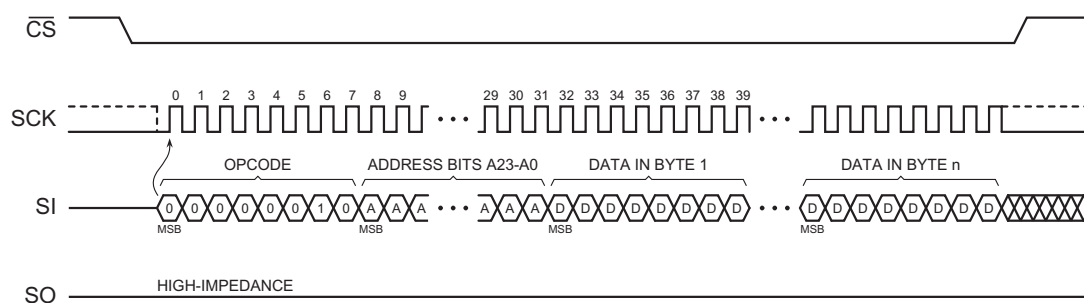 CS
0 1 2 3 4 5 6 7 8 9 29 30 31 32 33 34 35 36 37 38 39
SCK
OPCODE ADDRESS BITS A23-A0 DATA IN BYTE 1 DATA IN BYTE n
SI 0 0 0 0 0 0 1 0 A A A A A A D D D D D D D D D D D D D D D D
MSB MSB MSB MSB
HIGH-IMPEDANCE
SO